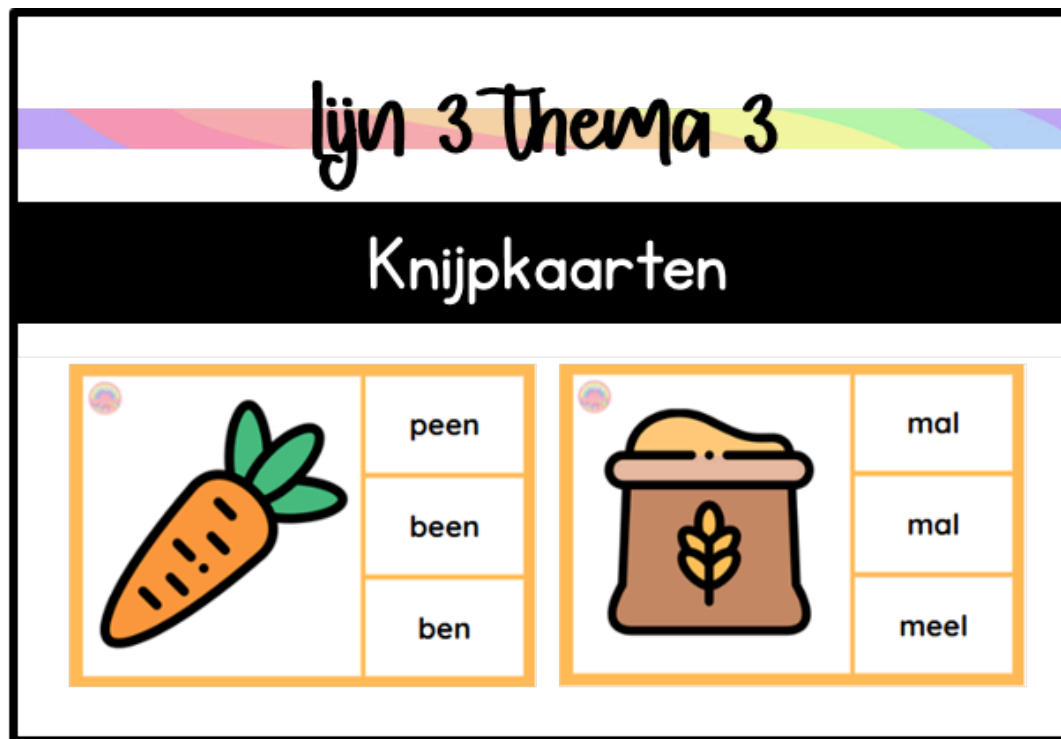 lijn 3 Thema 3
Knijpkaarten
peen
been
ben
mal
mal
meel